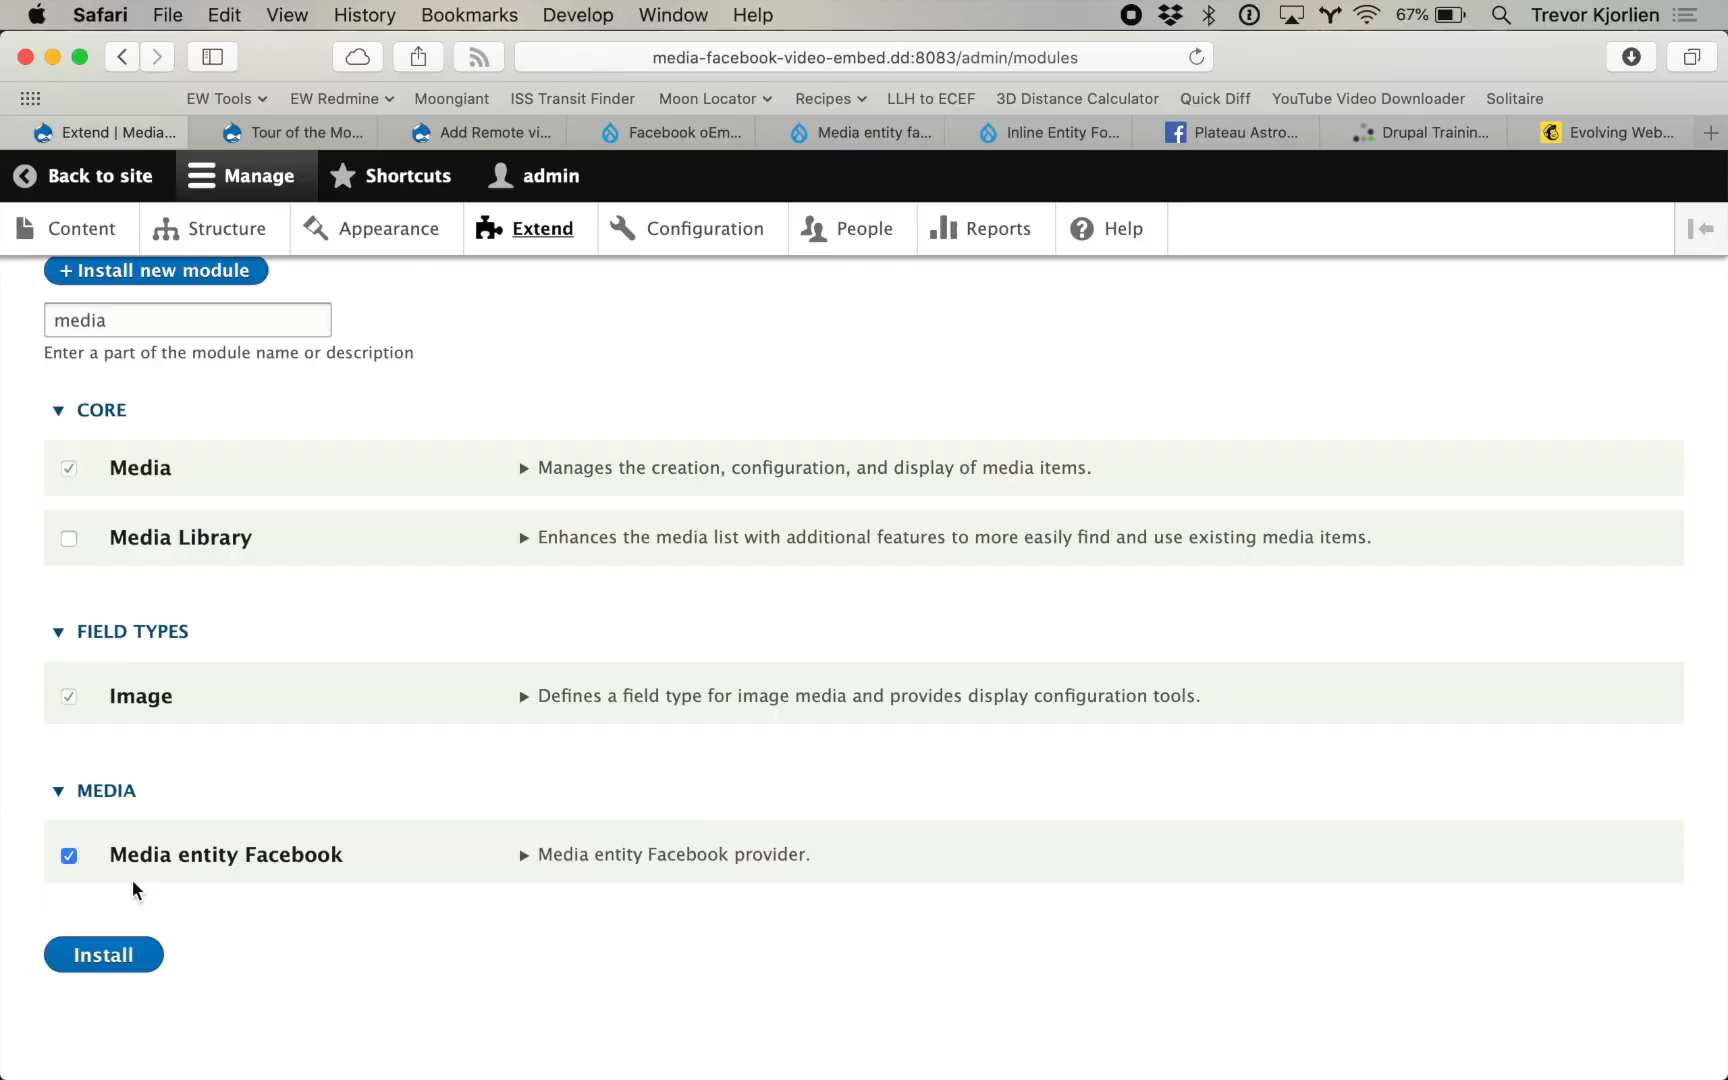 Safari File Edit View History Bookmarks Develop Window Help 67% Trevor Kjorlien
media-facebook-video-embed.dd:8083/admin/modules
EW Tools EW Redmine Moongiant ISS Transit Finder Moon Locator Recipes LLH to ECEF 3D Distance Calculator Quick Diff YouTube Video Downloader Solitaire
Extend | Media... Tour of the Mo... Add Remote vi... Facebook oEm... Media entity fa... Inline Entity Fo... Plateau Astro... Drupal Trainin... Evolving Web...
Back to site Manage Shortcuts admin
Content Structure Appearance Extend Configuration People Reports Help
+ Install new module
media
Enter a part of the module name or description
CORE
Media Manages the creation, configuration, and display of media items.
Media Library Enhances the media list with additional features to more easily find and use existing media items.
FIELD TYPES
Image Defines a field type for image media and provides display configuration tools.
MEDIA
Media entity Facebook Media entity Facebook provider.
Install